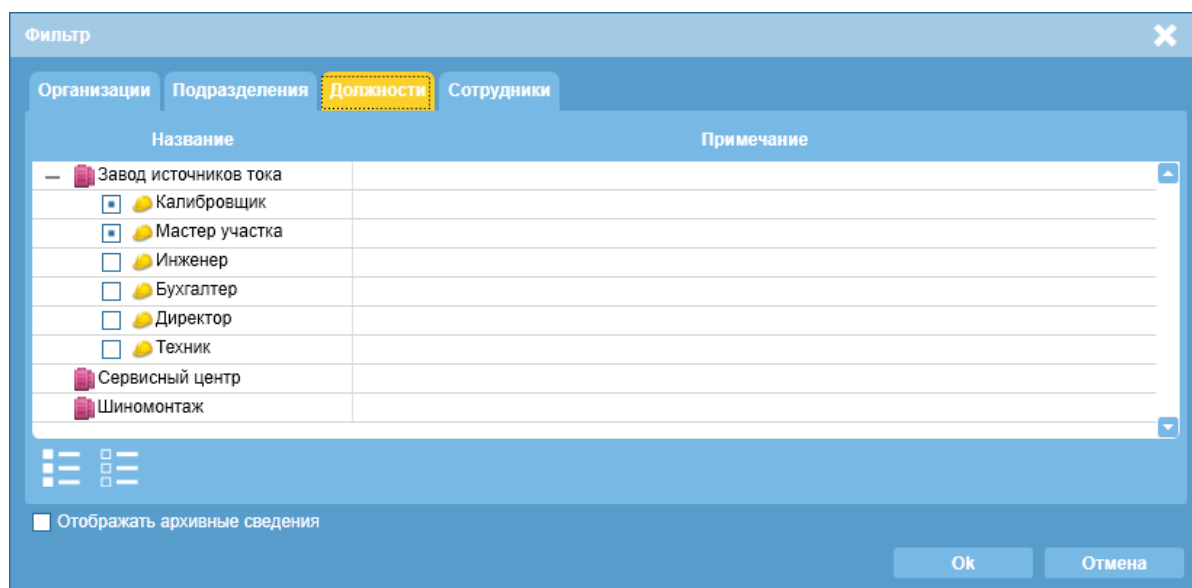 Фильтр
Организации Подразделения Должности Сотрудники
Название Примечание
Завод источников тока
Калибровщик
Мастер участка
Инженер
Бухгалтер
Директор
Техник
Сервисный центр
Шиномонтаж
Отображать архивные сведения
Ok Отмена